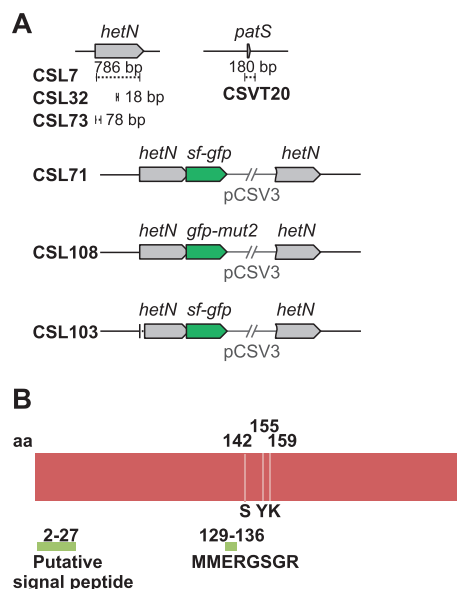 A
hetN patS
786 bp 180 bp
CSL7 CSVT20
CSL32 18 bp
CSL73 78 bp
hetN sf-gfp hetN
CSL71
pCSV3
hetN gfp-mut2 hetN
CSL108
pCSV3
hetN sf-gfp hetN
CSL103
pCSV3
B
155
aa 142 159
S YK
2-27 129-136
Putative MMERGSGR
signal peptide